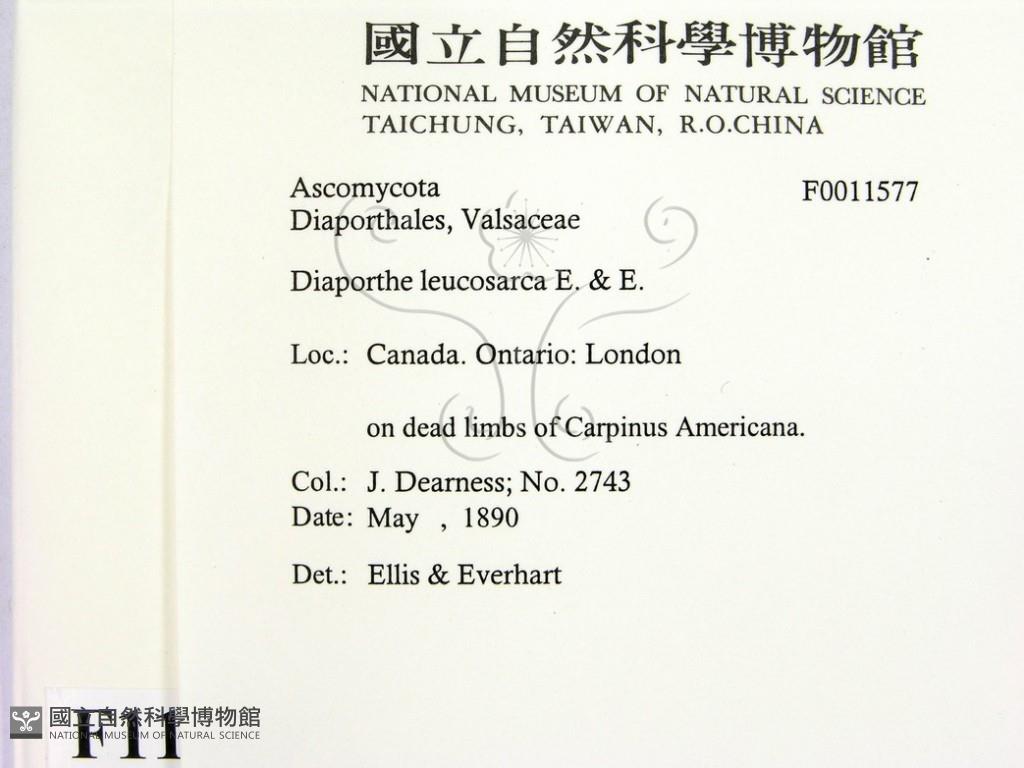 國立自然科學博物館
NATIONAL MUSEUM OF NATURAL SCIENCE
TAICHUNG, TAIWAN, R.O.CHINA
Ascomycota F0011577
Diaporthales, Valsaceae
Diaporthe leucosarca E. & E.
Loc.: Canada. Ontario: London
on dead limbs of Carpinus Americana.
Col.: J. Dearness; No. 2743
Date: May , 1890
Det.: Ellis & Everhart
國立自然科學博物館
NATIONAL MUSEUM OF NATURAL SCIENCE
F11